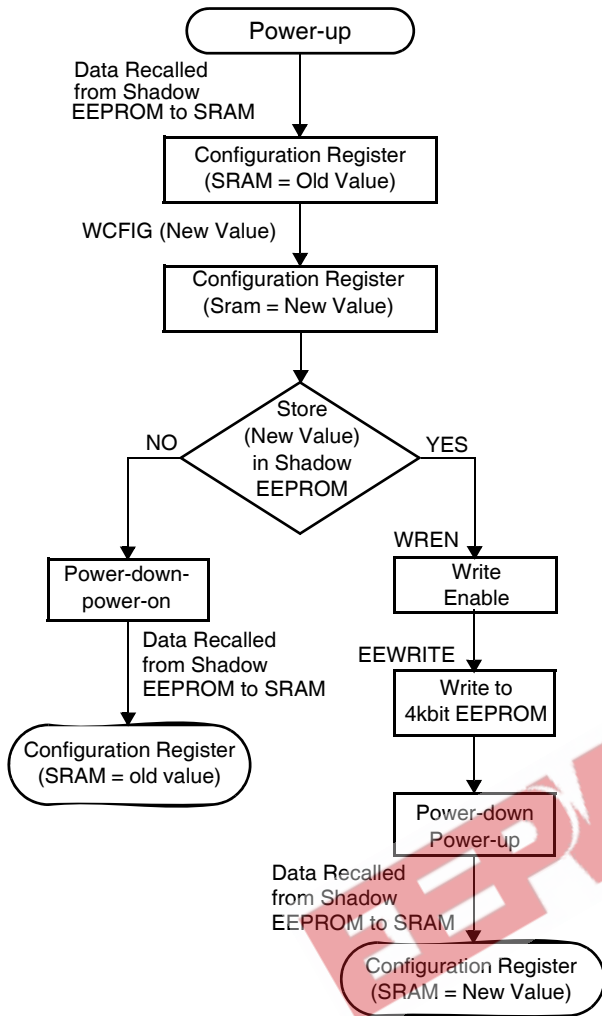 Power-up
Data Recalled
from Shadow
EEPROM to SRAM
Configuration Register
(SRAM = Old Value)
WCFIG (New Value)
Configuration Register
(Sram = New Value)
Store
(New Value)
in Shadow
EEPROM
NO
YES
Power-down-
power-on
Data Recalled
from Shadow
EEPROM to SRAM
Configuration Register
(SRAM = old value)
WREN
Write
Enable
EEWRITE
Write to
4kbit EEPROM
Power-down
Power-up
Data Recalled
from Shadow
EEPROM to SRAM
Configuration Register
(SRAM = New Value)